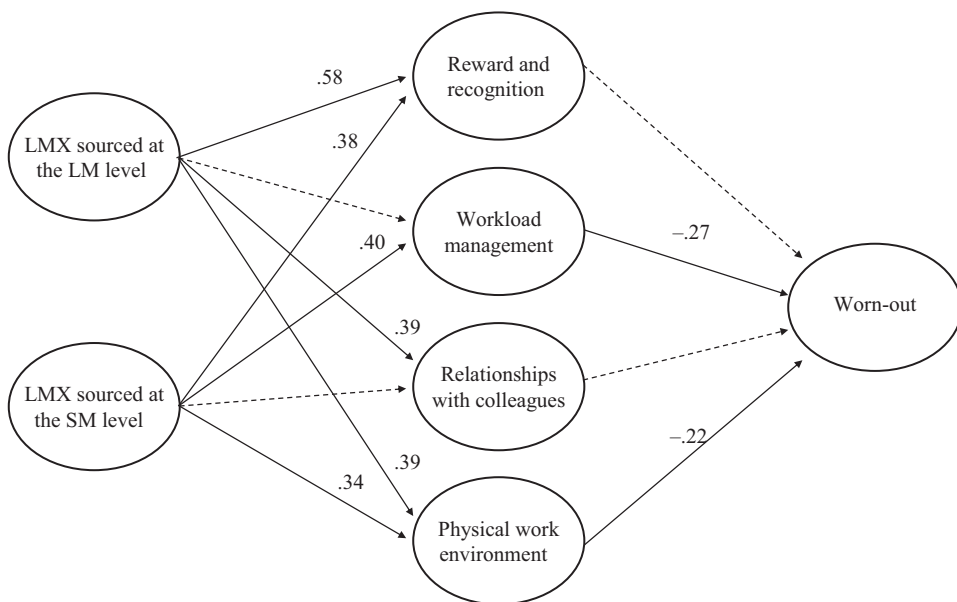 Reward and
recognition
.58
LMX sourced at
the LM level
.38
Workload
management
.40
–.27
Worn-out
.39
LMX sourced at
the SM level
Relationships
with colleagues
–.22
.39
.34
Physical work
environment